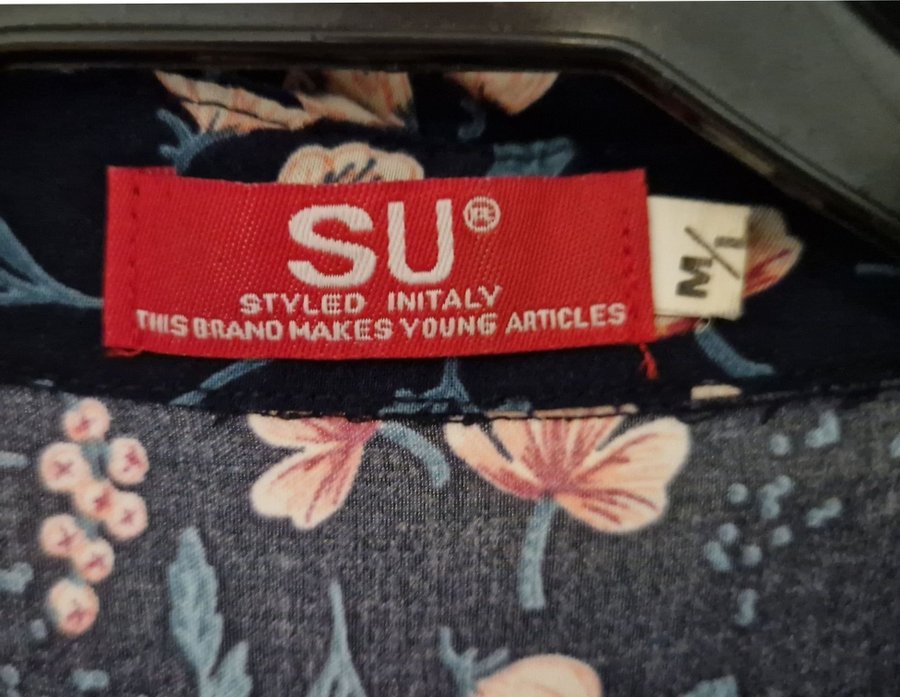 SU®
STYLED INITALY
THIS BRAND MAKES YOUNG ARTICLES
M/L